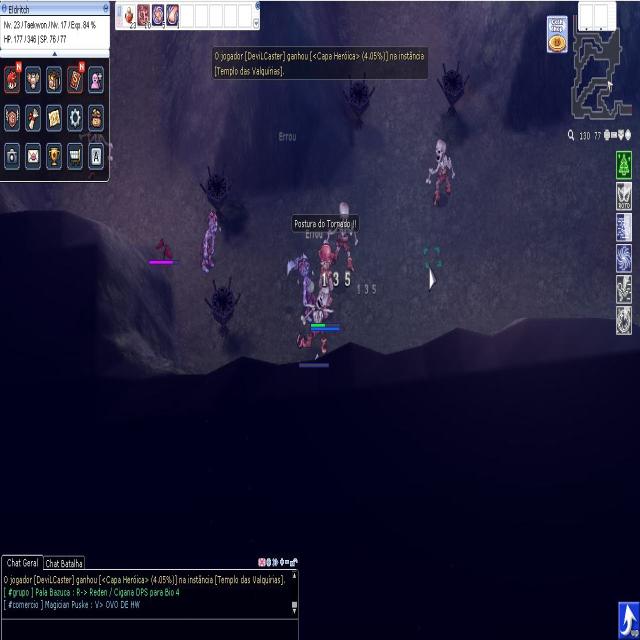 Eldritch
Nv. 23 / Taekwon / Nv. 17 / Exp. 84 %
HP. 177 / 346 | SP. 76 / 77
N
N
A
23
O jogador [DeviLCaster] ganhou [<Capa Heróica> (4.05%)] na instância
[Templo das Valquírias].
130 77
Errou
Postura do Tornado !!
Errou
135
135
Chat Geral
Chat Batalha
O jogador [DeviLCaster] ganhou [<Capa Heróica> (4.05%)] na instância [Templo das Valquírias].
[ #grupo ] Pala Bazuca : R-> Reden / Cigana DPS para Bio 4
[ #comercio ] Magician Puske : V> OVO DE HW